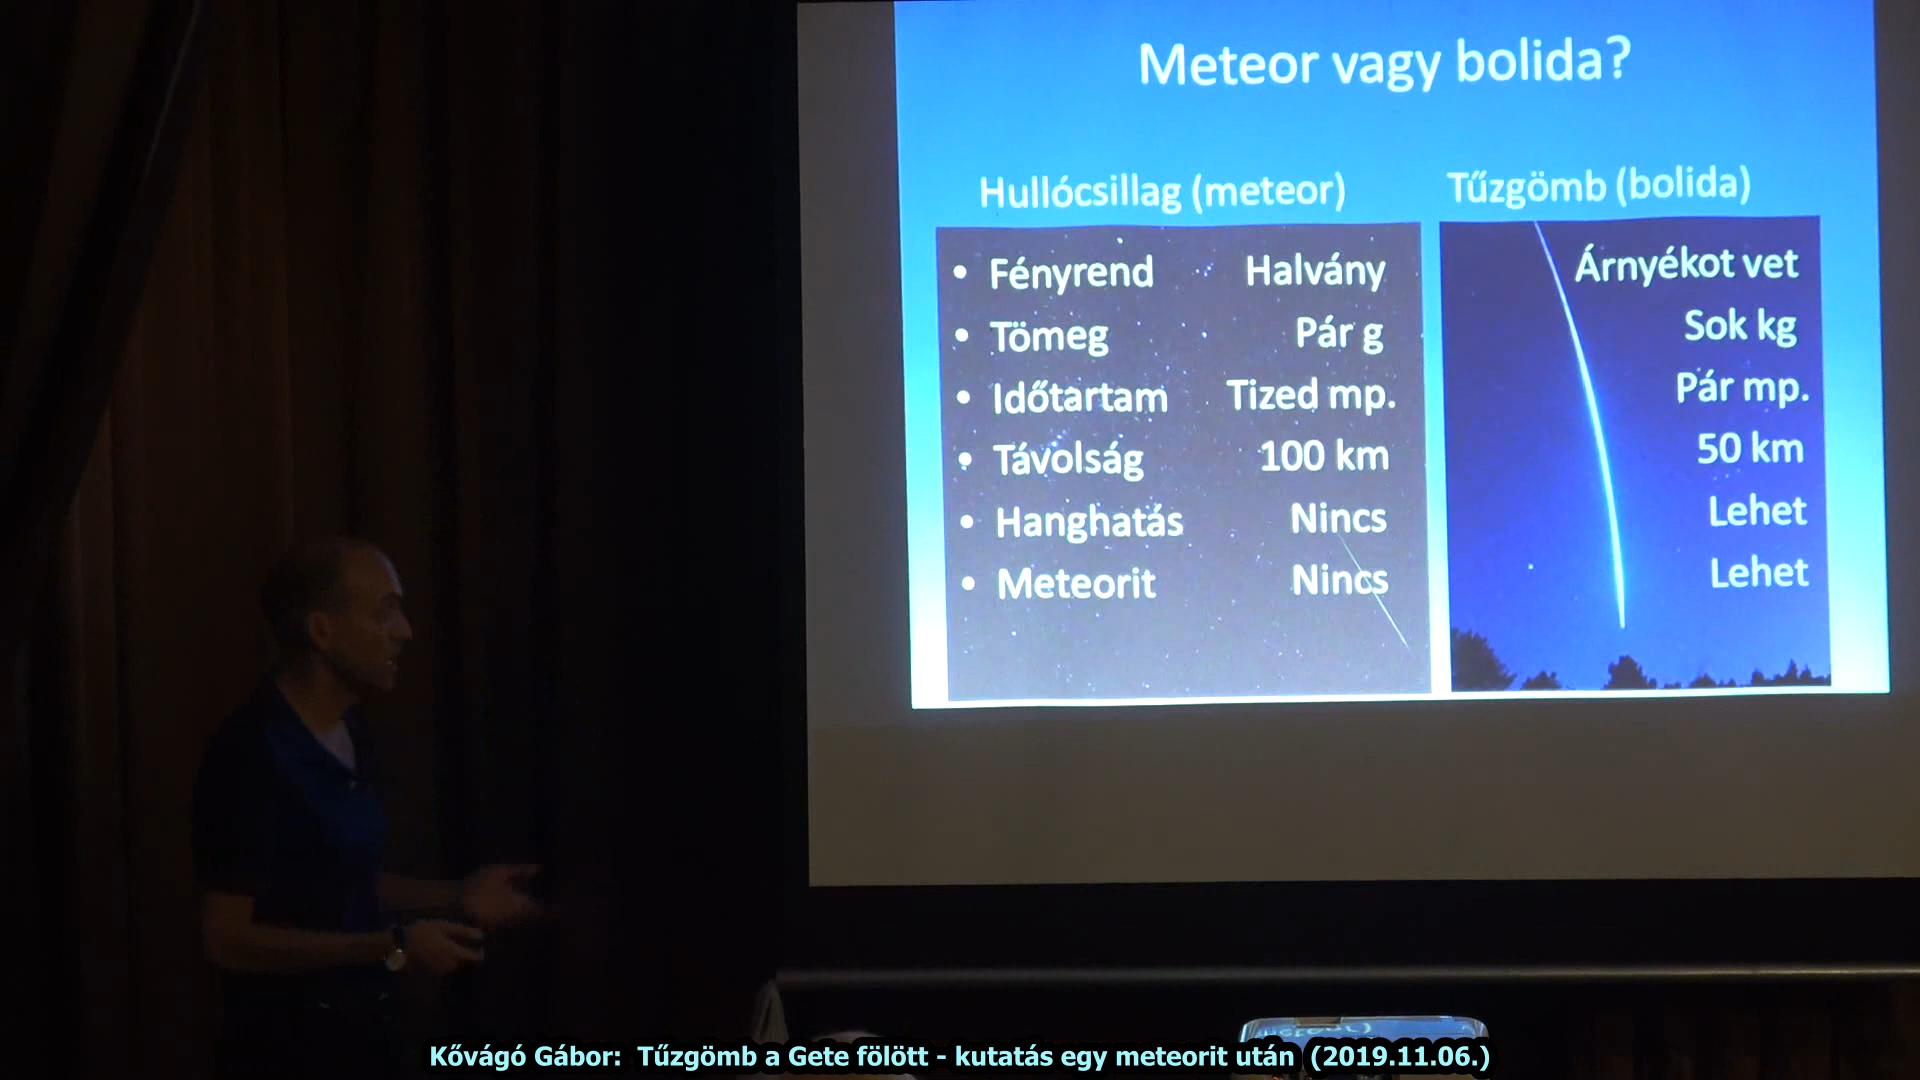 Meteor vagy bolida?
Hullócsillag (meteor) Tűzgömb (bolida)
• Fényrend Halvány Árnyékot vet
• Tömeg Pár g Sok kg
• Időtartam Tized mp. Pár mp.
• Távolság 100 km 50 km
• Hanghatás Nincs Lehet
• Meteorit Nincs Lehet
Kővágó Gábor: Tűzgömb a Gete fölött - kutatás egy meteorit után (2019.11.06.)